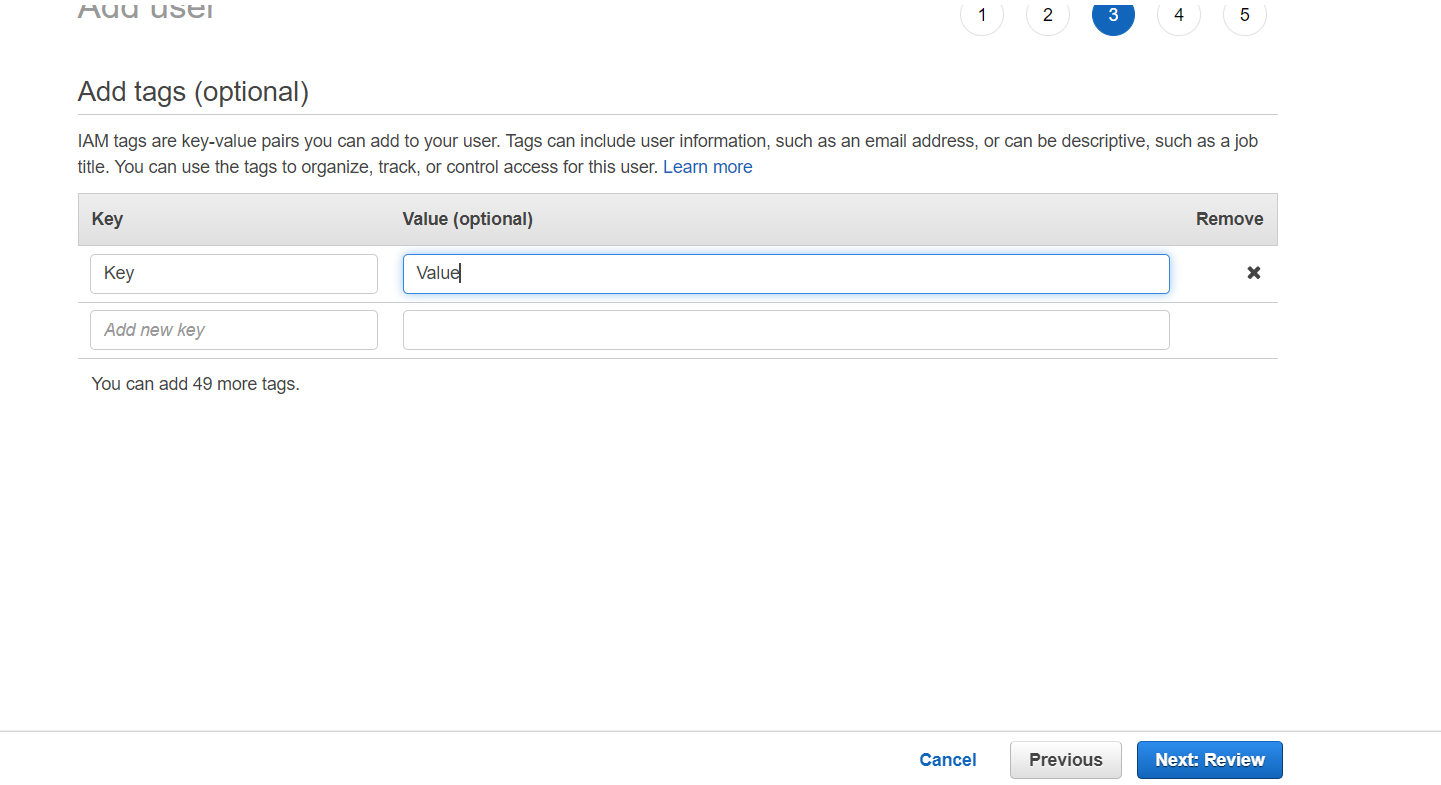 Add user
1 2 3 4 5
Add tags (optional)
IAM tags are key-value pairs you can add to your user. Tags can include user information, such as an email address, or can be descriptive, such as a job
title. You can use the tags to organize, track, or control access for this user. Learn more
Key Value (optional) Remove
Key Value
Add new key
You can add 49 more tags.
Cancel Previous Next: Review